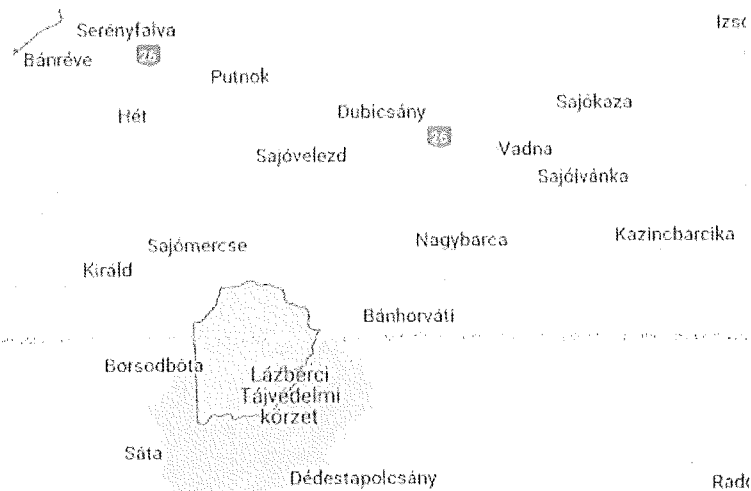 Serényfalva
Izsó
Bánréve
26
Putnok
Hét
Dubicsány
Sajókaza
26
Vadna
Sajóvelezd
Sajóivánka
Sajómercse
Nagybarca
Kazincbarcika
Királd
Bánhorváti
Borsodbóta
Lázbérci
Tájvédelmi
körzet
Sáta
Dédestapolcsány
Rado